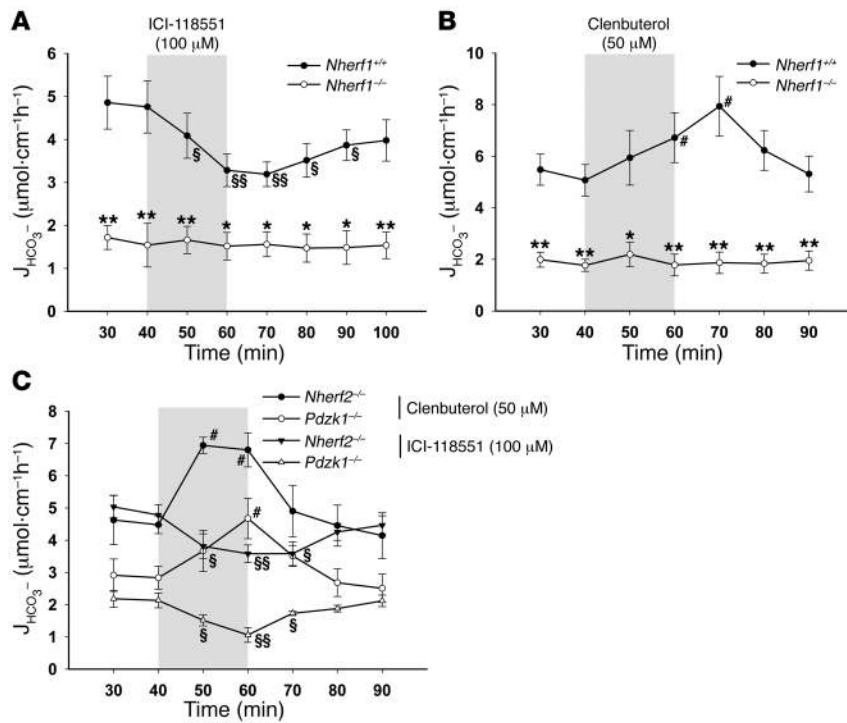 A
ICI-118551
(100 μM)
Nherf1+/+
Nherf1–/–
J_HCO3– (μmol·cm–1h–1)
6
5
4
3
2
1
0
§
§§
§§
§
§
**
**
**
*
*
*
*
**
30 40 50 60 70 80 90 100
Time (min)
B
Clenbuterol
(50 μM)
Nherf1+/+
Nherf1–/–
J_HCO3– (μmol·cm–1h–1)
10
8
6
4
2
0
#
#
**
**
*
**
**
**
**
30 40 50 60 70 80 90
Time (min)
C
Nherf2–/–
Pdzk1–/–
Clenbuterol (50 μM)
Nherf2–/–
Pdzk1–/–
ICI-118551 (100 μM)
J_HCO3– (μmol·cm–1h–1)
8
7
6
5
4
3
2
1
0
#
#
#
§
§§
§
§
§§
§
30 40 50 60 70 80 90
Time (min)